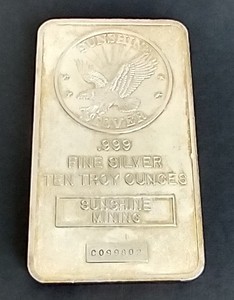 SUNSHINE
SILVER
.999
FINE SILVER
TEN TROY OUNCES
SUNSHINE
MINING